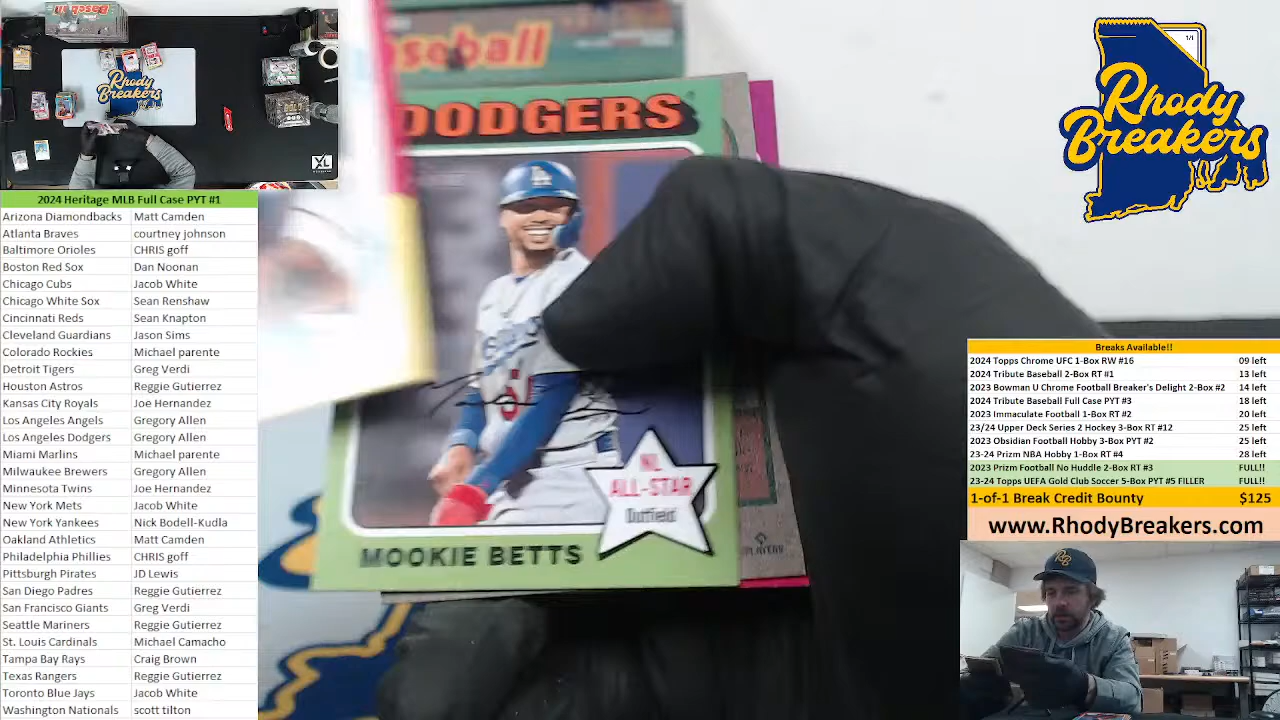 Baseball
Rhody
Breakers
XL
2024 Heritage MLB Full Case PYT #1
Arizona Diamondbacks Matt Camden
Atlanta Braves courtney johnson
Baltimore Orioles CHRIS goff
Boston Red Sox Dan Noonan
Chicago Cubs Jacob White
Chicago White Sox Sean Renshaw
Cincinnati Reds Sean Knapton
Cleveland Guardians Jason Sims
Colorado Rockies Michael parente
Detroit Tigers Greg Verdi
Houston Astros Reggie Gutierrez
Kansas City Royals Joe Hernandez
Los Angeles Angels Gregory Allen
Los Angeles Dodgers Gregory Allen
Miami Marlins Michael parente
Milwaukee Brewers Gregory Allen
Minnesota Twins Joe Hernandez
New York Mets Jacob White
New York Yankees Nick Bodell-Kudla
Oakland Athletics Matt Camden
Philadelphia Phillies CHRIS goff
Pittsburgh Pirates JD Lewis
San Diego Padres Reggie Gutierrez
San Francisco Giants Greg Verdi
Seattle Mariners Reggie Gutierrez
St. Louis Cardinals Michael Camacho
Tampa Bay Rays Craig Brown
Texas Rangers Reggie Gutierrez
Toronto Blue Jays Jacob White
Washington Nationals scott tilton
DODGERS
NL
ALL-STAR
Outfield
MOOKIE BETTS
1/1
Rhody
Breakers
Breaks Available!!
2024 Topps Chrome UFC 1-Box RW #16 09 left
2024 Tribute Baseball 2-Box RT #1 13 left
2023 Bowman U Chrome Football Breaker's Delight 2-Box #2 14 left
2024 Tribute Baseball Full Case PYT #3 18 left
2023 Immaculate Football 1-Box RT #2 20 left
23/24 Upper Deck Series 2 Hockey 3-Box RT #12 25 left
2023 Obsidian Football Hobby 3-Box PYT #2 25 left
23-24 Prizm NBA Hobby 1-Box RT #4 28 left
2023 Prizm Football No Huddle 2-Box RT #3 FULL!!
23-24 Topps UEFA Gold Club Soccer 5-Box PYT #5 FILLER FULL!!
1-of-1 Break Credit Bounty $125
www.RhodyBreakers.com